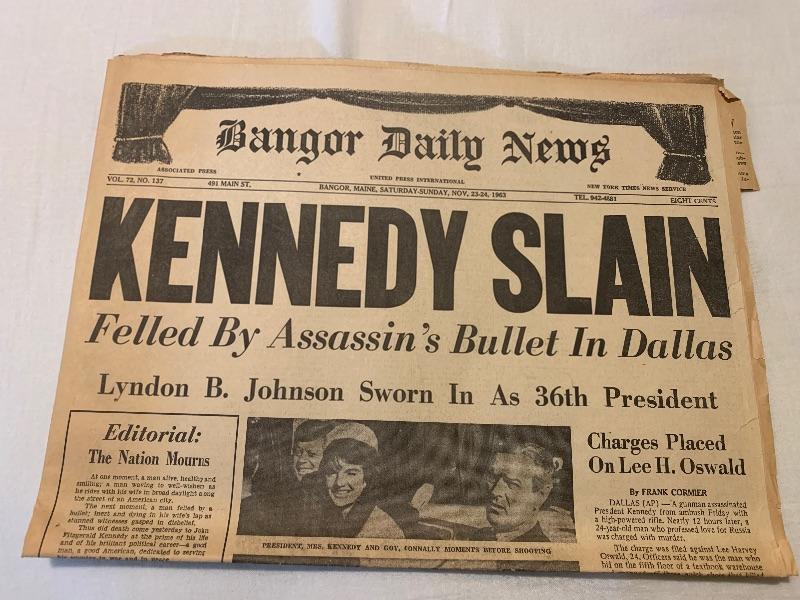 Bangor Daily News
ASSOCIATED PRESS
UNITED PRESS INTERNATIONAL
NEW YORK TIMES NEWS SERVICE
VOL. 72, NO. 137
491 MAIN ST.
BANGOR, MAINE, SATURDAY-SUNDAY, NOV. 23-24, 1963
TEL. 942-4881
EIGHT CENTS
KENNEDY SLAIN
Felled By Assassin's Bullet In Dallas
Lyndon B. Johnson Sworn In As 36th President
Editorial:
The Nation Mourns
At one moment, a man alive, healthy and
smiling; a man waving to well-wishers as
he rides with his wife in broad daylight along
the street of an American city.
The next moment, a man felled by a
bullet; inert and dying in his wife's lap as
stunned witnesses gasped in disbelief.
Thus did death come yesterday to John
Fitzgerald Kennedy at the prime of his life
and of his brilliant political career—a good
man, a good American, dedicated to serving
PRESIDENT, MRS. KENNEDY AND GOV. CONNALLY MOMENTS BEFORE SHOOTING
Charges Placed
On Lee H. Oswald
By FRANK CORMIER
DALLAS (AP) — A gunman assassinated
President Kennedy from ambush Friday with
a high-powered rifle. Nearly 12 hours later, a
24-year-old man who professed love for Russia
was charged with murder.
The charge was filed against Lee Harvey
Oswald, 24. Officers said he was the man who
hid on the fifth floor of a textbook warehouse